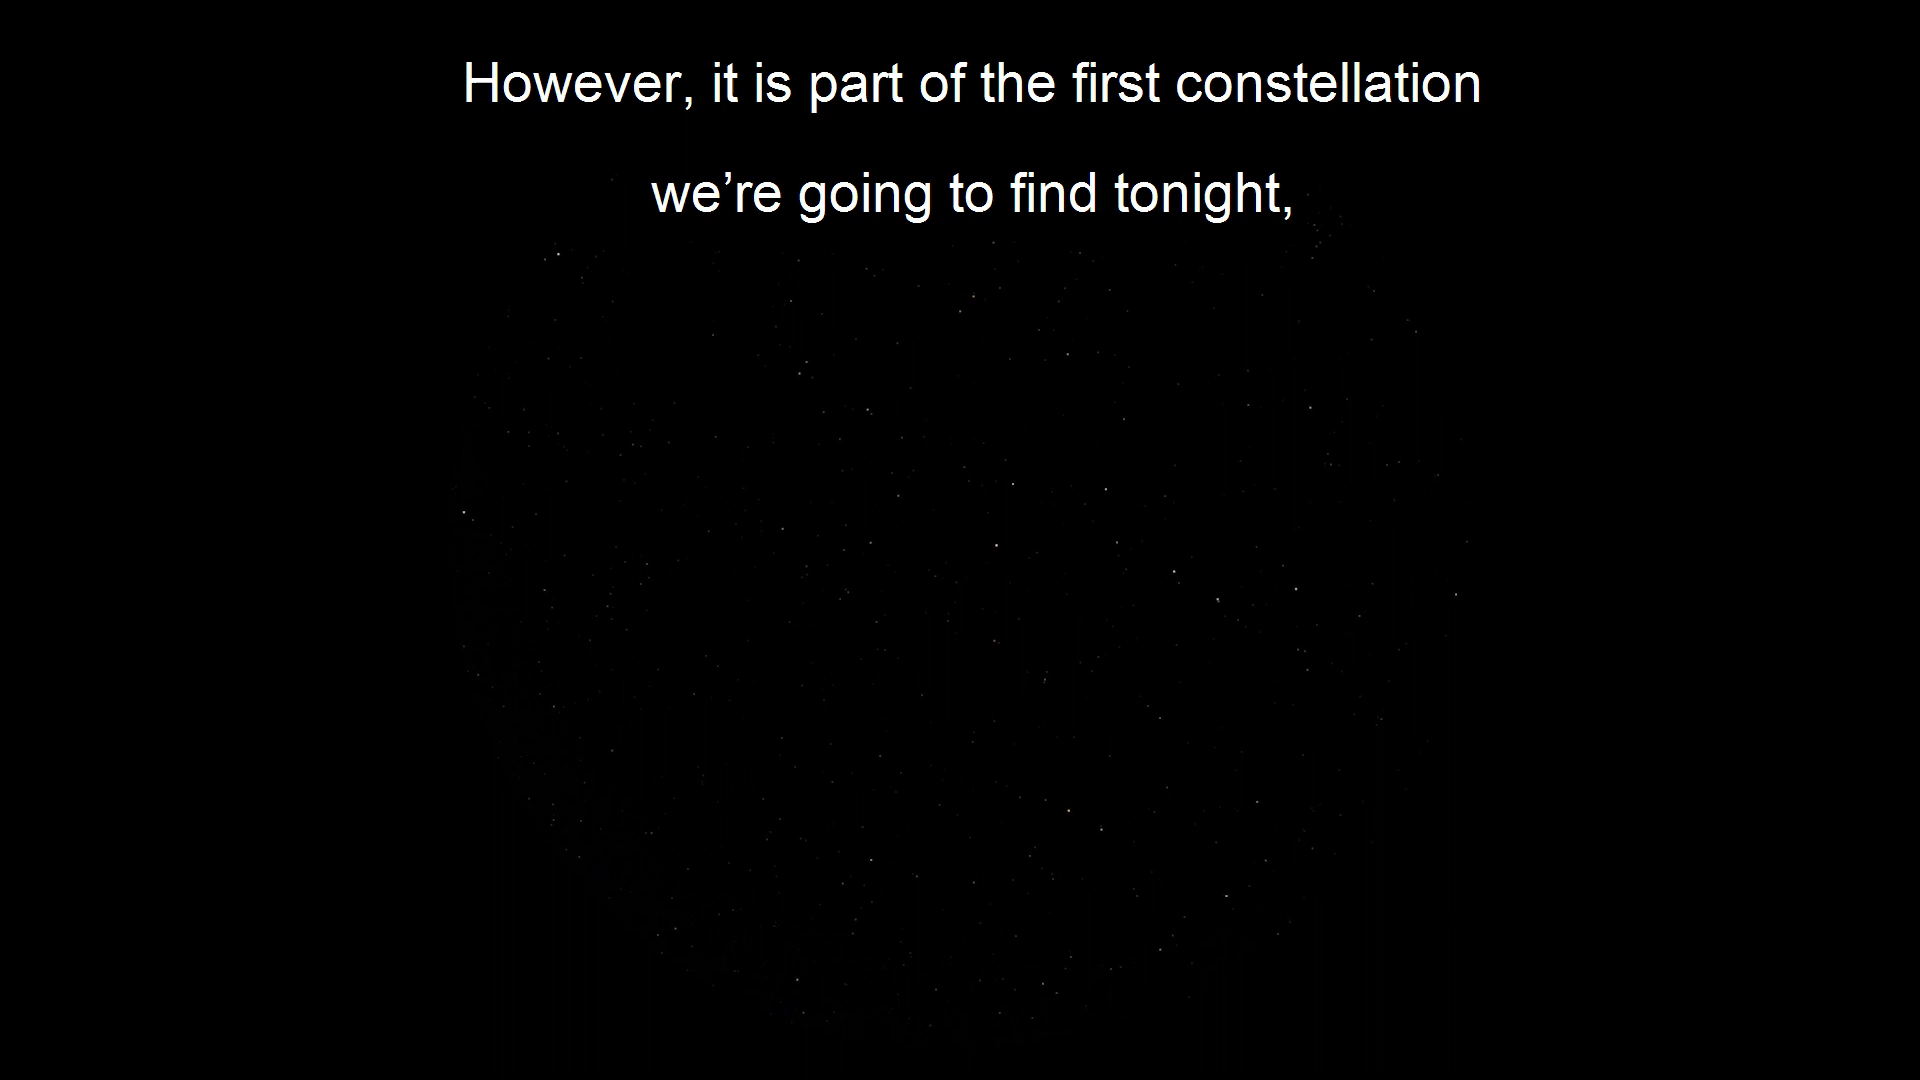 However, it is part of the first constellation
we’re going to find tonight,